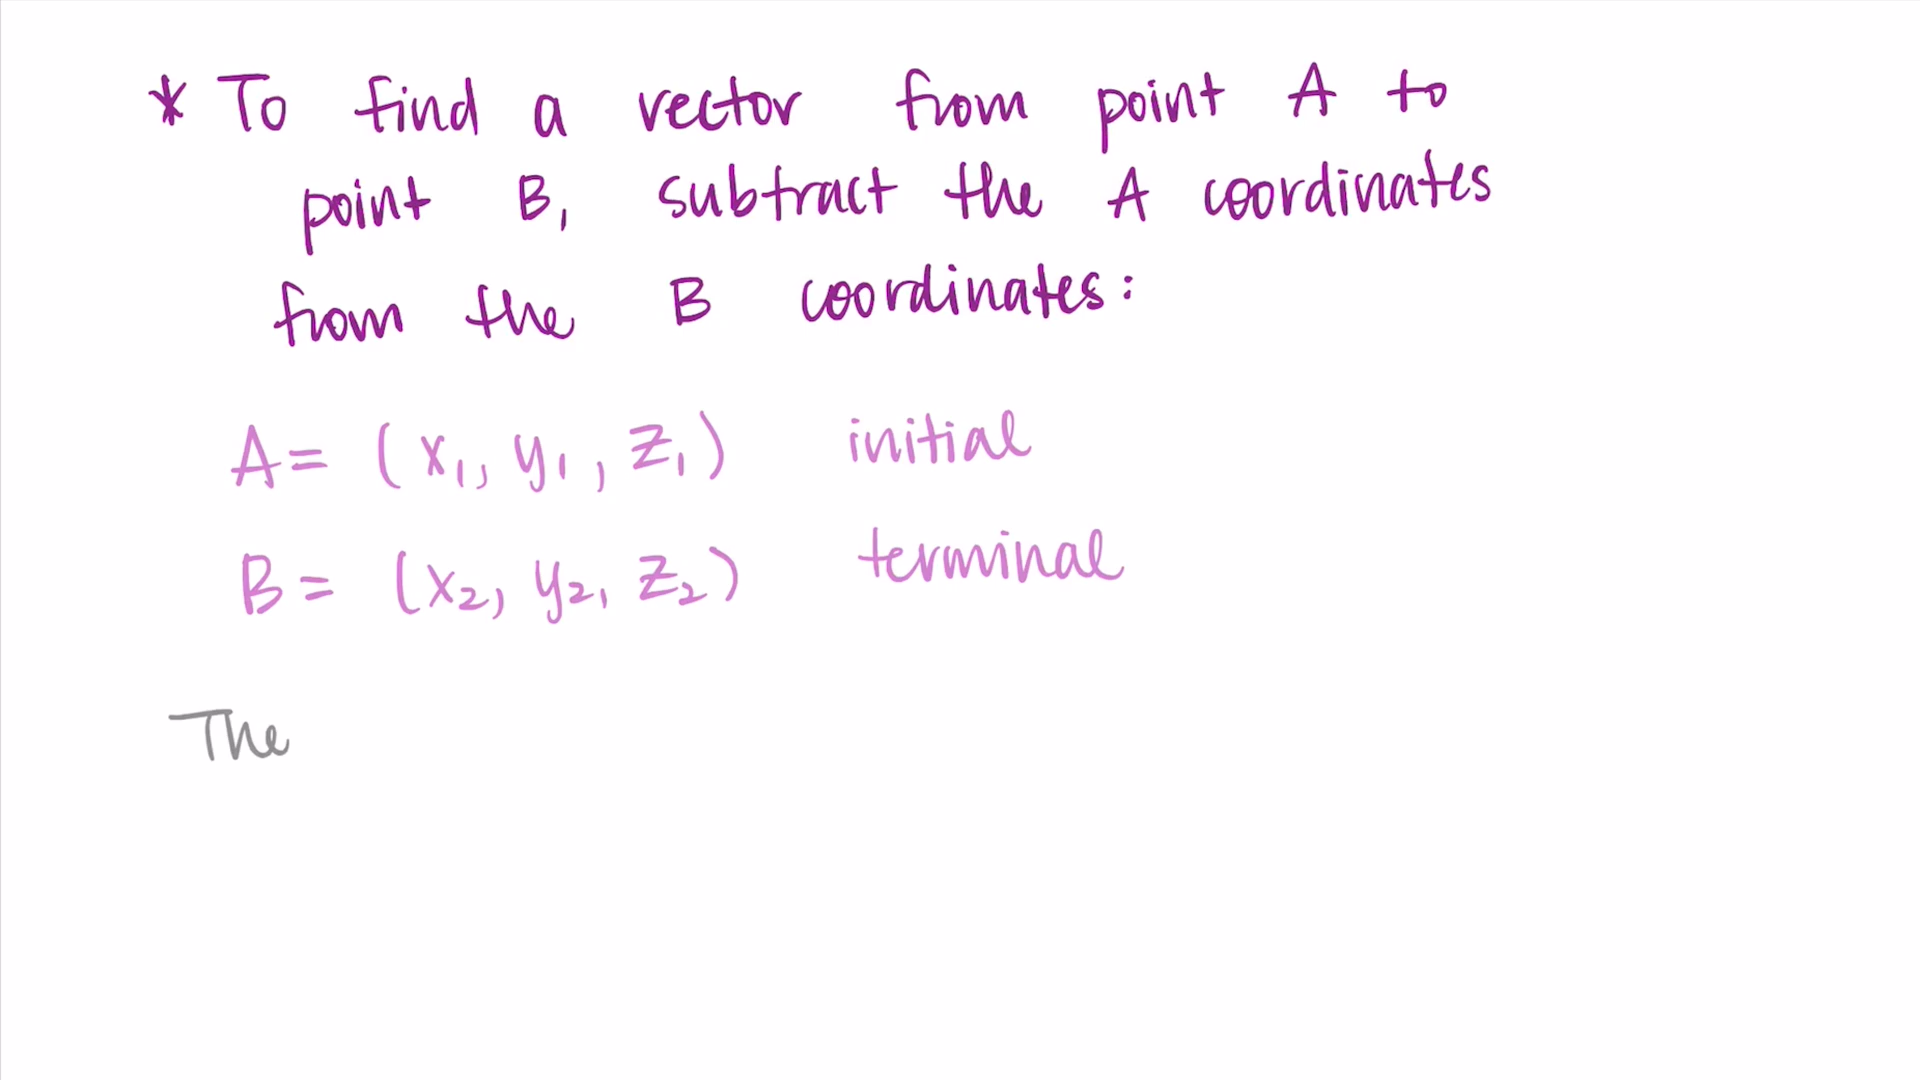 * To find a vector from point A to
point B, subtract the A coordinates
from the B coordinates:
A = (x₁, y₁, z₁) initial
B = (x₂, y₂, z₂) terminal
The